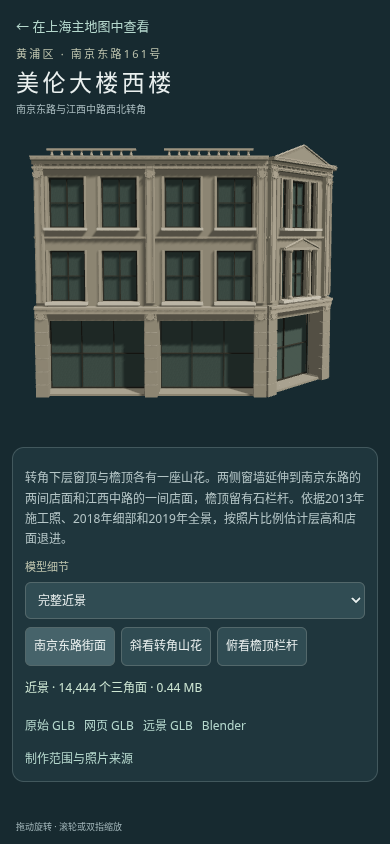 ← 在上海主地图中查看
黄浦区 · 南京东路161号
美伦大楼西楼
南京东路与江西中路西北转角
转角下层窗顶与檐顶各有一座山花。两侧窗墙延伸到南京东路的
两间店面和江西中路的一间店面，檐顶留有石栏杆。依据2013年
施工照、2018年细部和2019年全景，按照片比例估计层高和店
面退进。
模型细节
完整近景
南京东路街面 斜看转角山花 俯看檐顶栏杆
近景 · 14,444 个三角面 · 0.44 MB
原始 GLB 网页 GLB 远景 GLB Blender
制作范围与照片来源
拖动旋转 · 滚轮或双指缩放